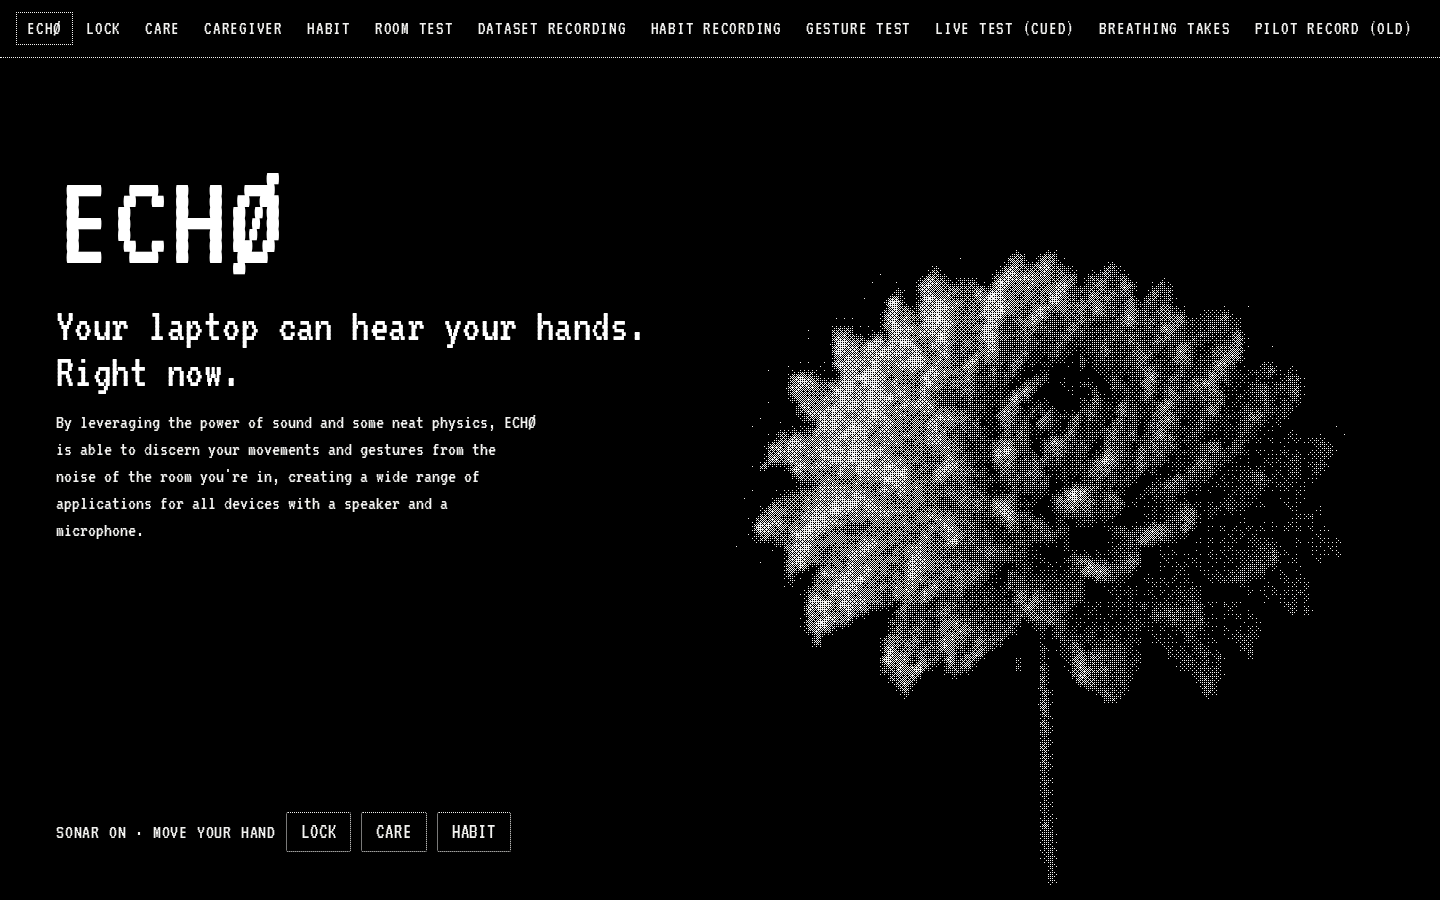 ECHØ LOCK CARE CAREGIVER HABIT ROOM TEST DATASET RECORDING HABIT RECORDING GESTURE TEST LIVE TEST (CUED) BREATHING TAKES PILOT RECORD (OLD)
ECHØ
Your laptop can hear your hands.
Right now.
By leveraging the power of sound and some neat physics, ECHØ
is able to discern your movements and gestures from the
noise of the room you're in, creating a wide range of
applications for all devices with a speaker and a
microphone.
SONAR ON · MOVE YOUR HAND LOCK CARE HABIT